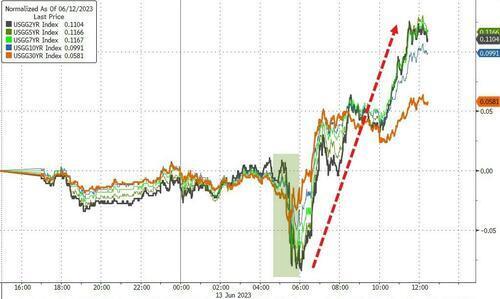 Normalized As Of 06/12/2023
Last Price
USGG2YR Index 0.1104
USGG5YR Index 0.1166
USGG7YR Index 0.1167
USGG10YR Index 0.0991
USGG30YR Index 0.0581
0.1166
0.1104
0.0991
0.0581
0.05
0.00
-0.05
16:00 18:00 20:00 22:00 00:00 02:00 04:00 06:00 08:00 10:00 12:00
13 Jun 2023